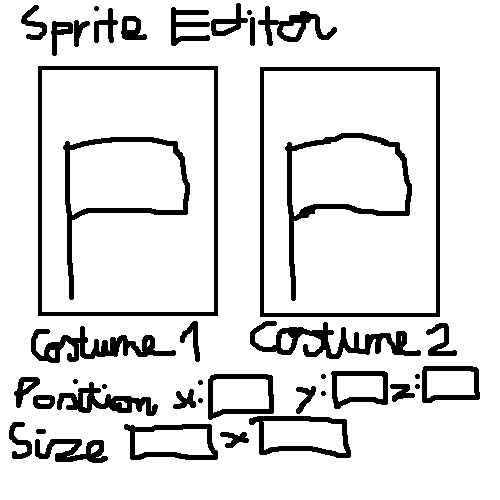 Sprite Editor
Costume 1 Costume 2
Position x: y: z:
Size x